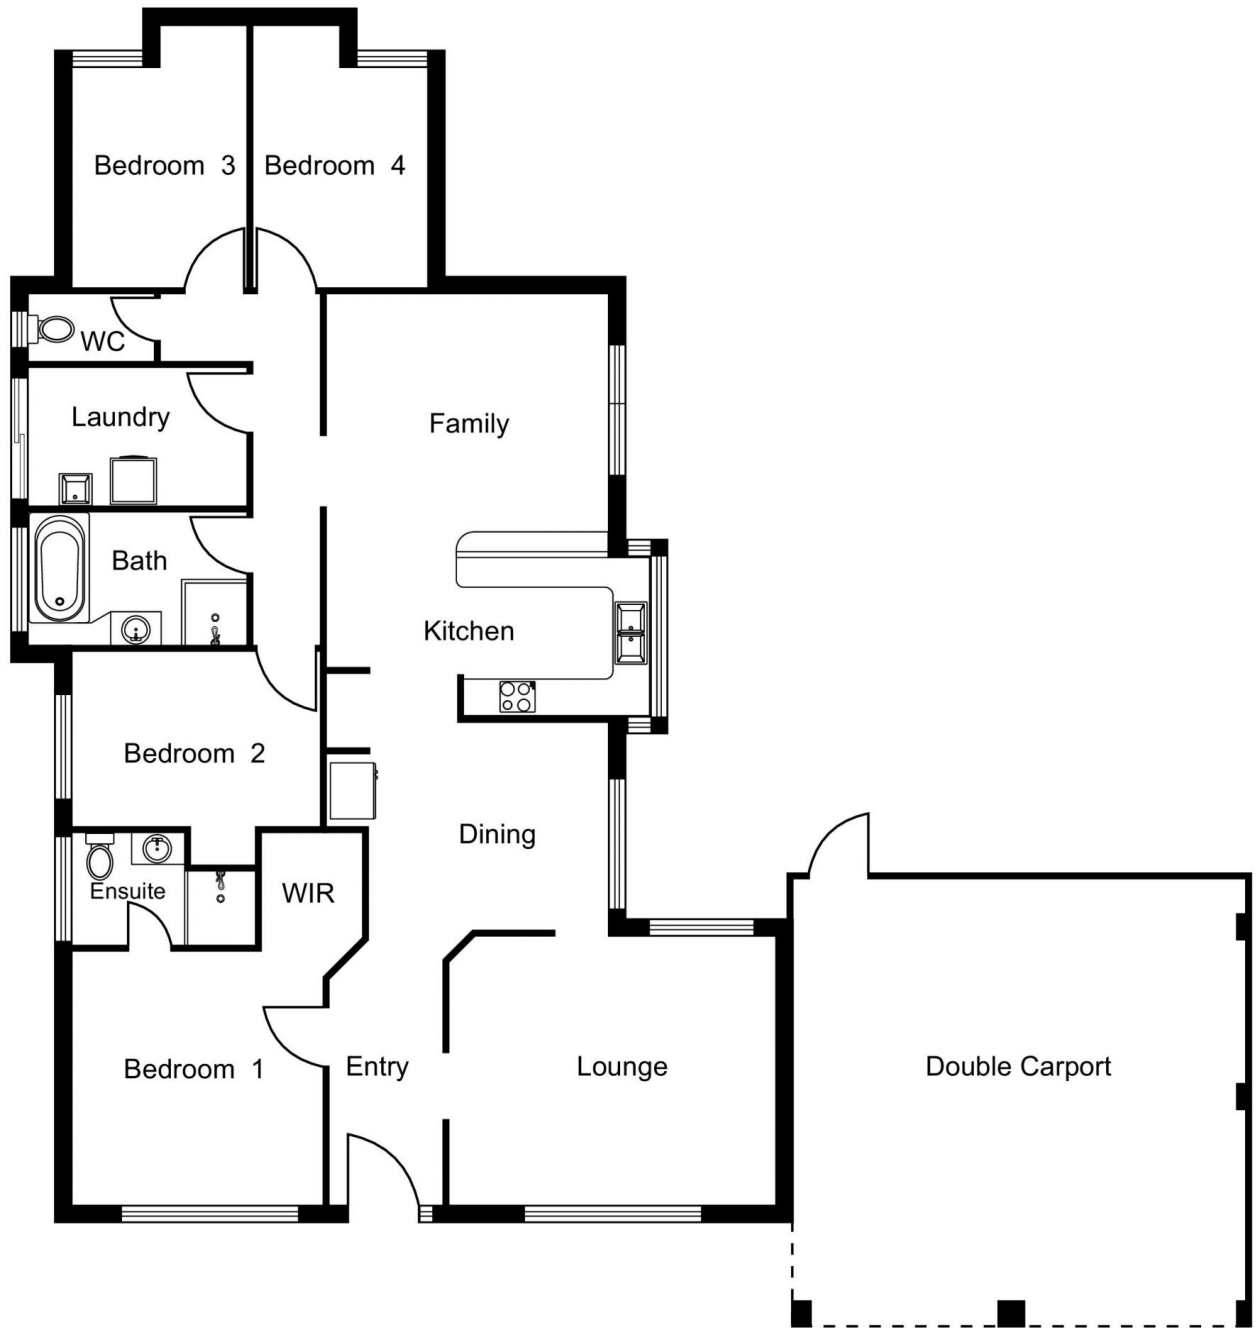 Bedroom 3
Bedroom 4
WC
Laundry
Family
Bath
Kitchen
Bedroom 2
Dining
Ensuite
WIR
Bedroom 1
Entry
Lounge
Double Carport